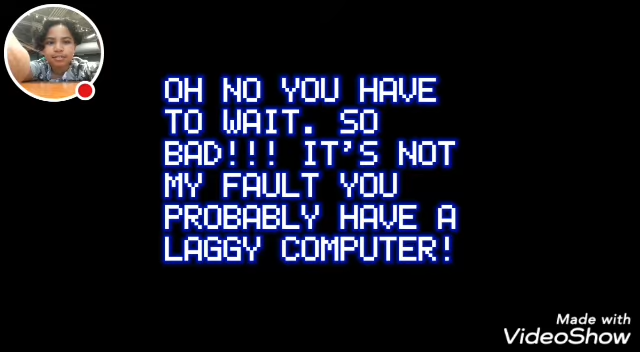 OH NO YOU HAVE
TO WAIT. SO
BAD!!! IT'S NOT
MY FAULT YOU
PROBABLY HAVE A
LAGGY COMPUTER!
Made with
VideoShow